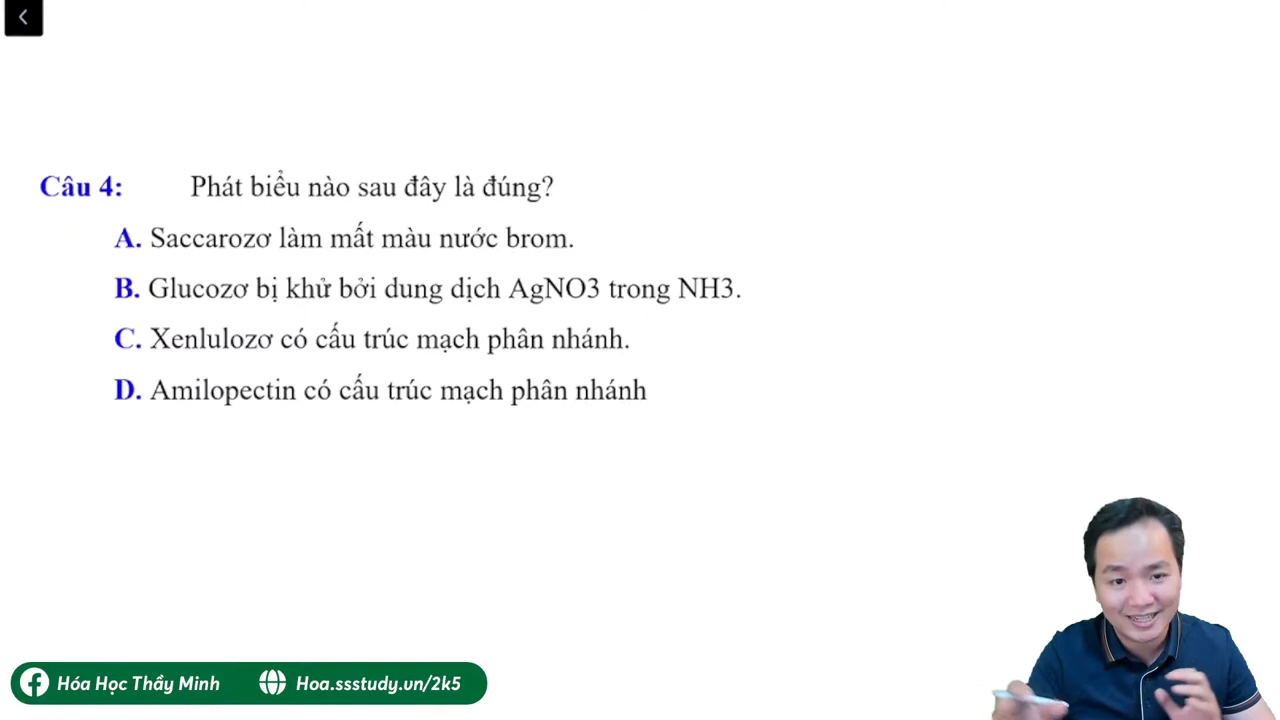 Câu 4: Phát biểu nào sau đây là đúng?
A. Saccarozơ làm mất màu nước brom.
B. Glucozơ bị khử bởi dung dịch AgNO3 trong NH3.
C. Xenlulozơ có cấu trúc mạch phân nhánh.
D. Amilopectin có cấu trúc mạch phân nhánh
Hóa Học Thầy Minh Hoa.ssstudy.vn/2k5